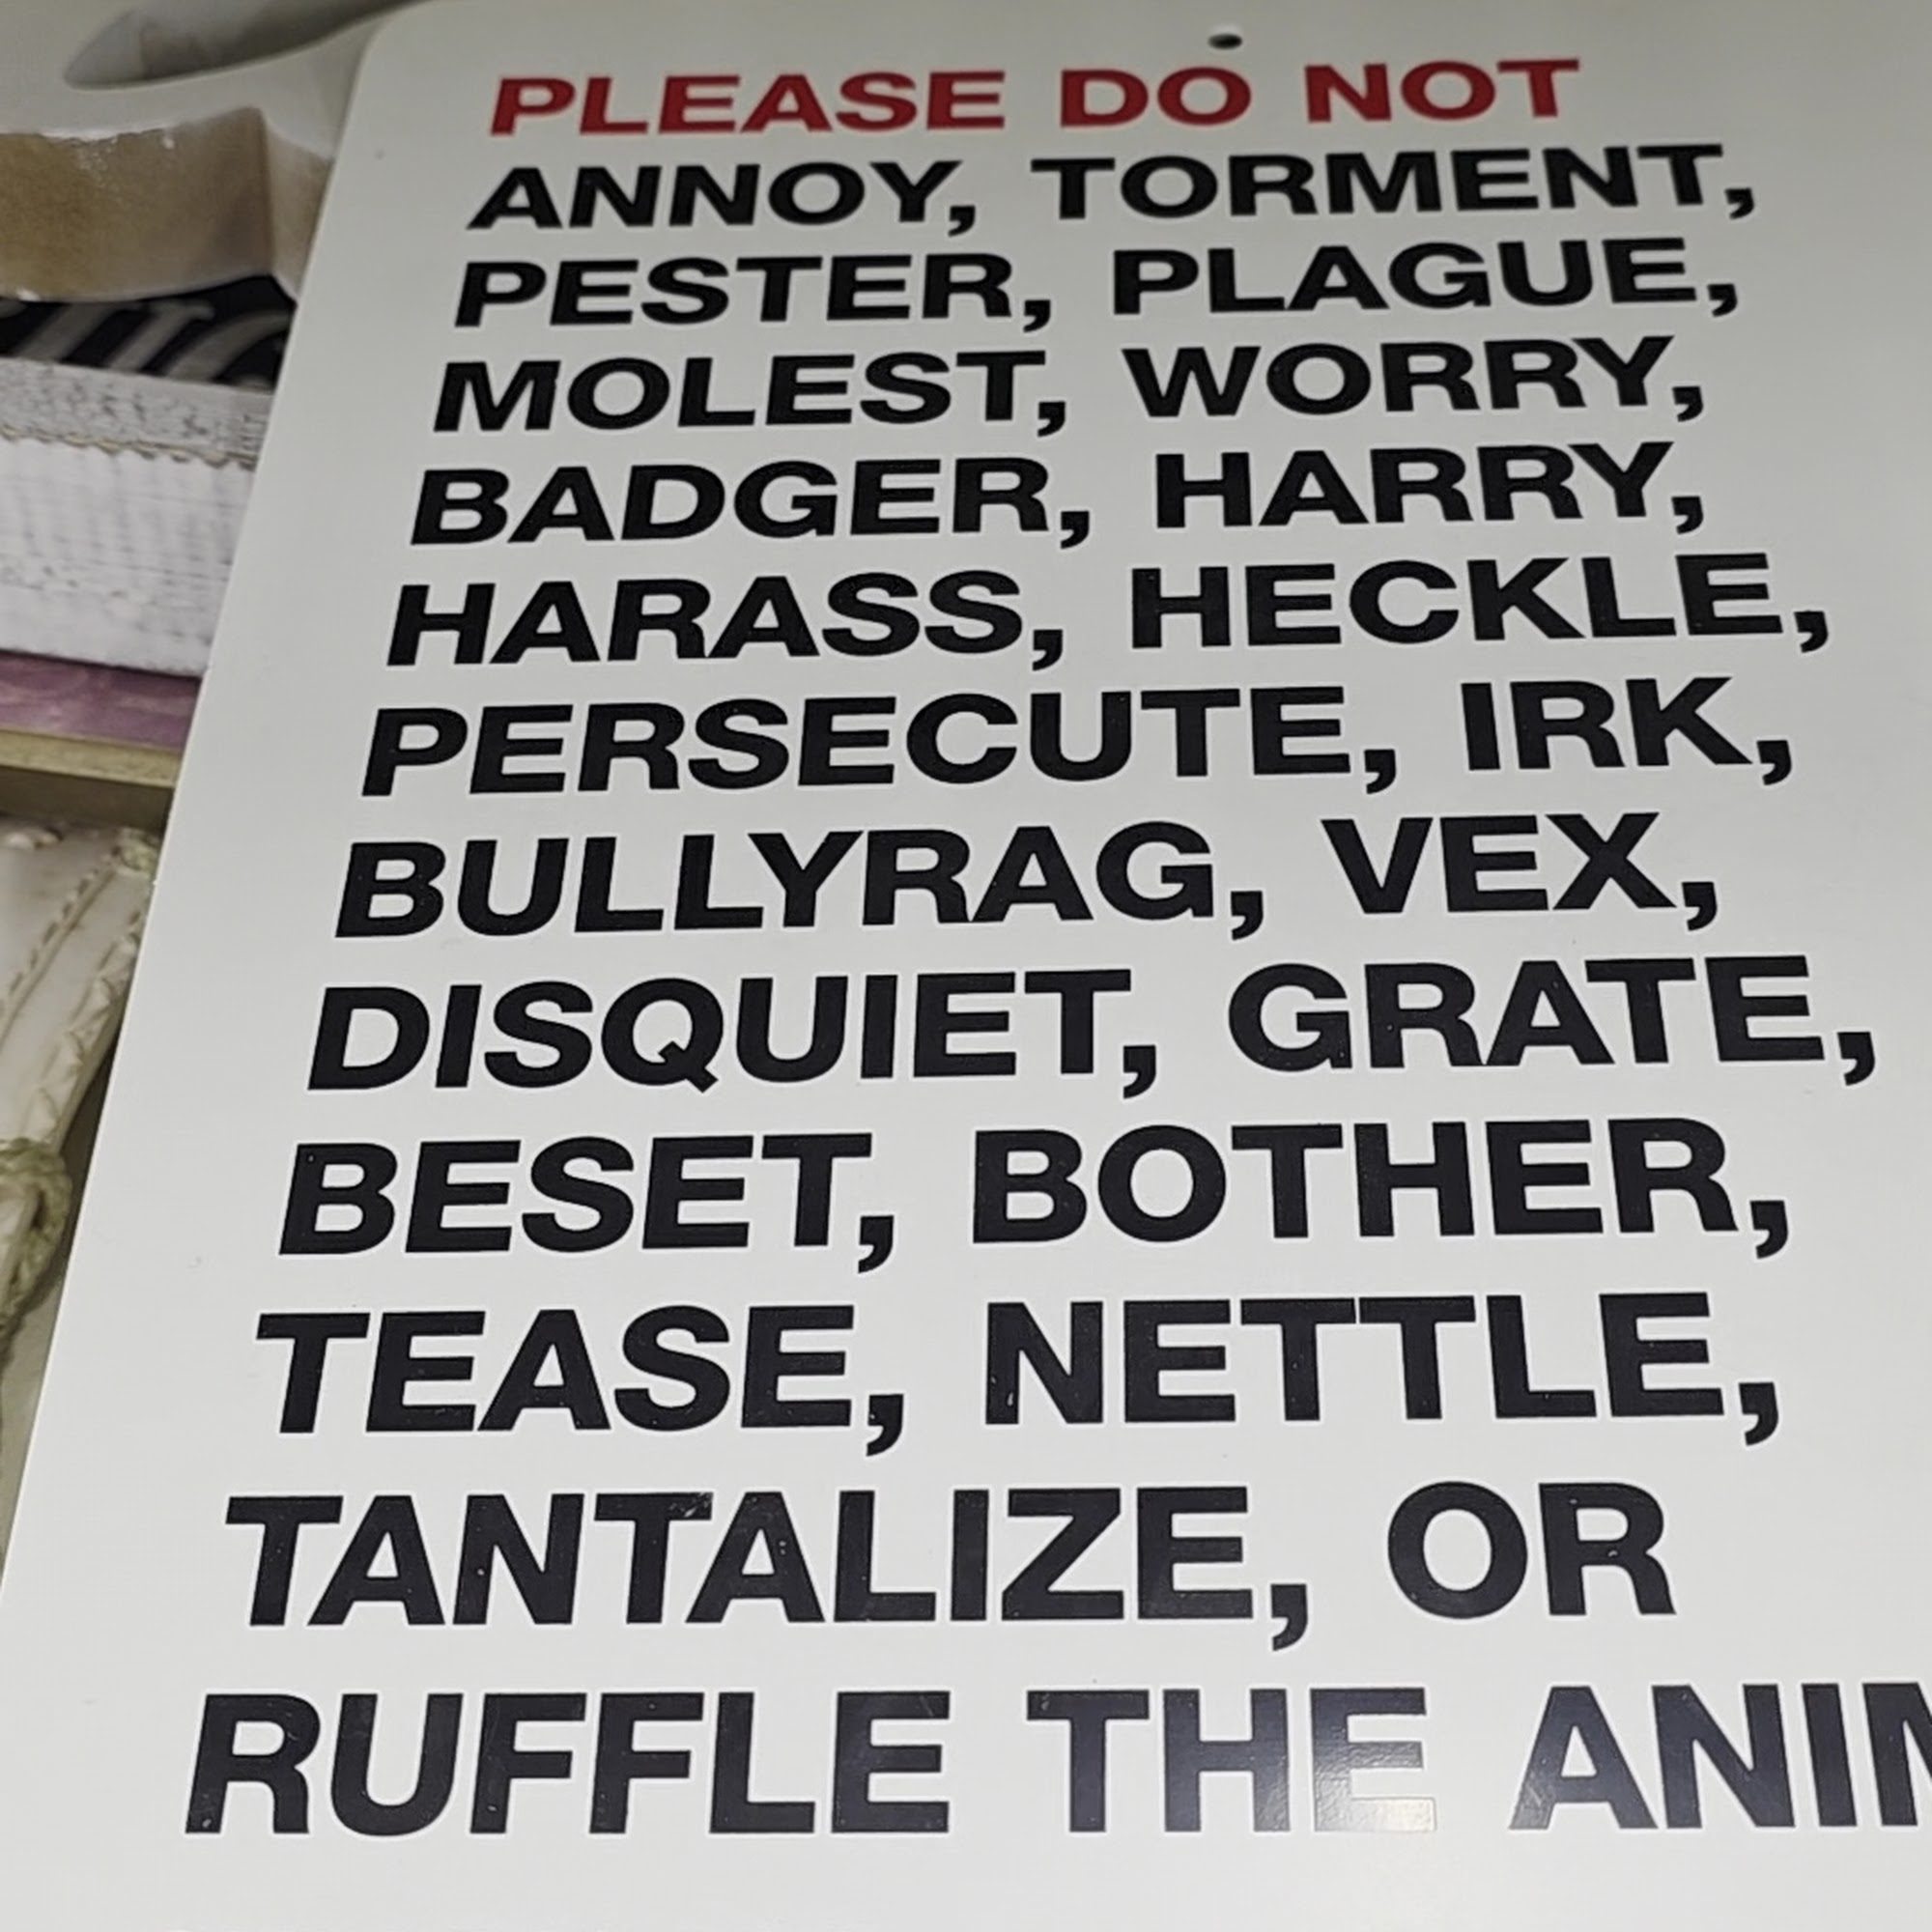 PLEASE DO NOT
ANNOY, TORMENT,
PESTER, PLAGUE,
MOLEST, WORRY,
BADGER, HARRY,
HARASS, HECKLE,
PERSECUTE, IRK,
BULLYRAG, VEX,
DISQUIET, GRATE,
BESET, BOTHER,
TEASE, NETTLE,
TANTALIZE, OR
RUFFLE THE